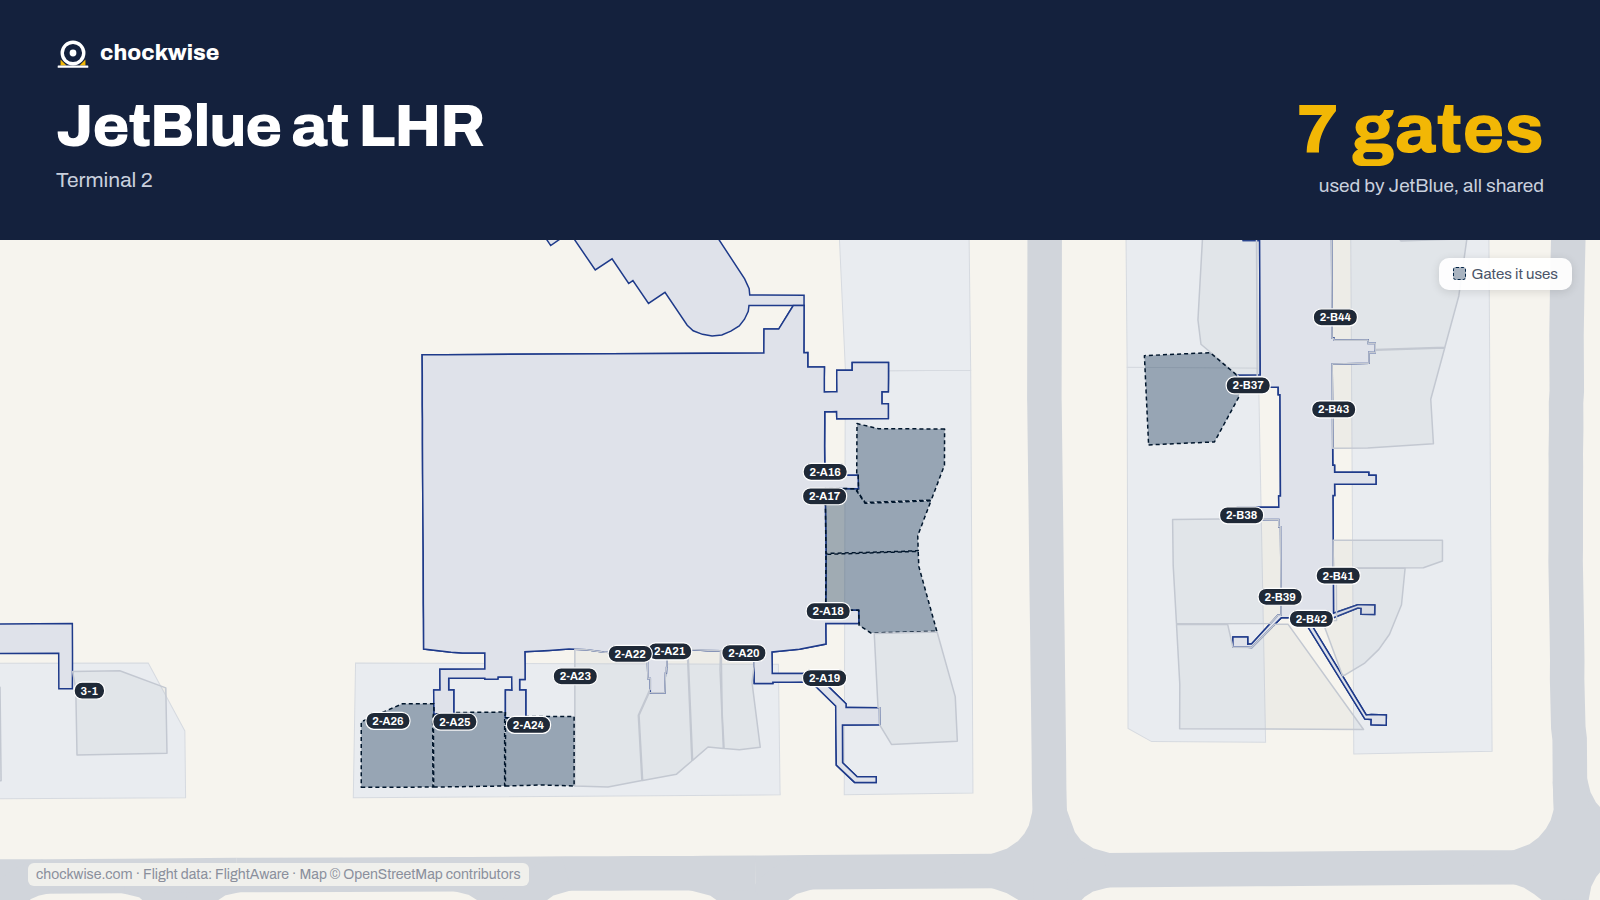 chockwise
JetBlue at LHR
Terminal 2
7 gates
used by JetBlue, all shared
Gates it uses
2-B44
2-B37
2-B43
2-A16
2-A17
2-B38
2-B41
2-B39
2-A18
2-B42
2-A22
2-A21
2-A20
2-A23
2-A19
3-1
2-A26
2-A25
2-A24
chockwise.com · Flight data: FlightAware · Map © OpenStreetMap contributors